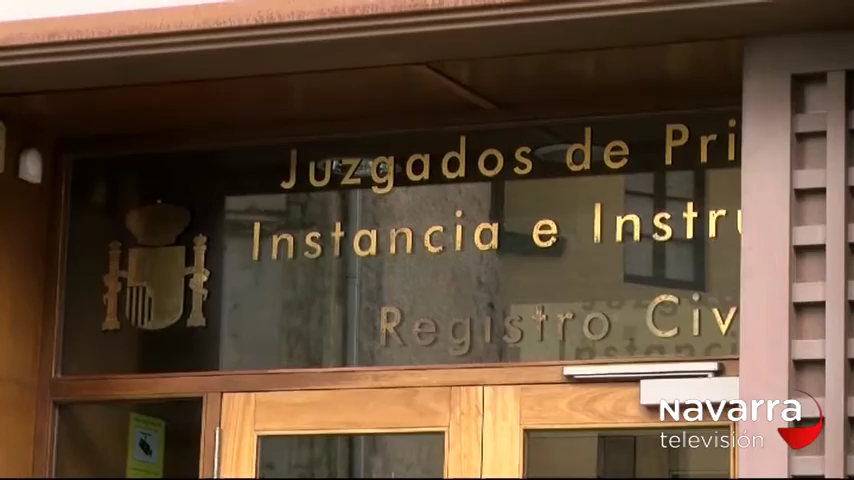 Juzgados de Pri
Instancia e Instru
Registro Civ
Navarra
televisión